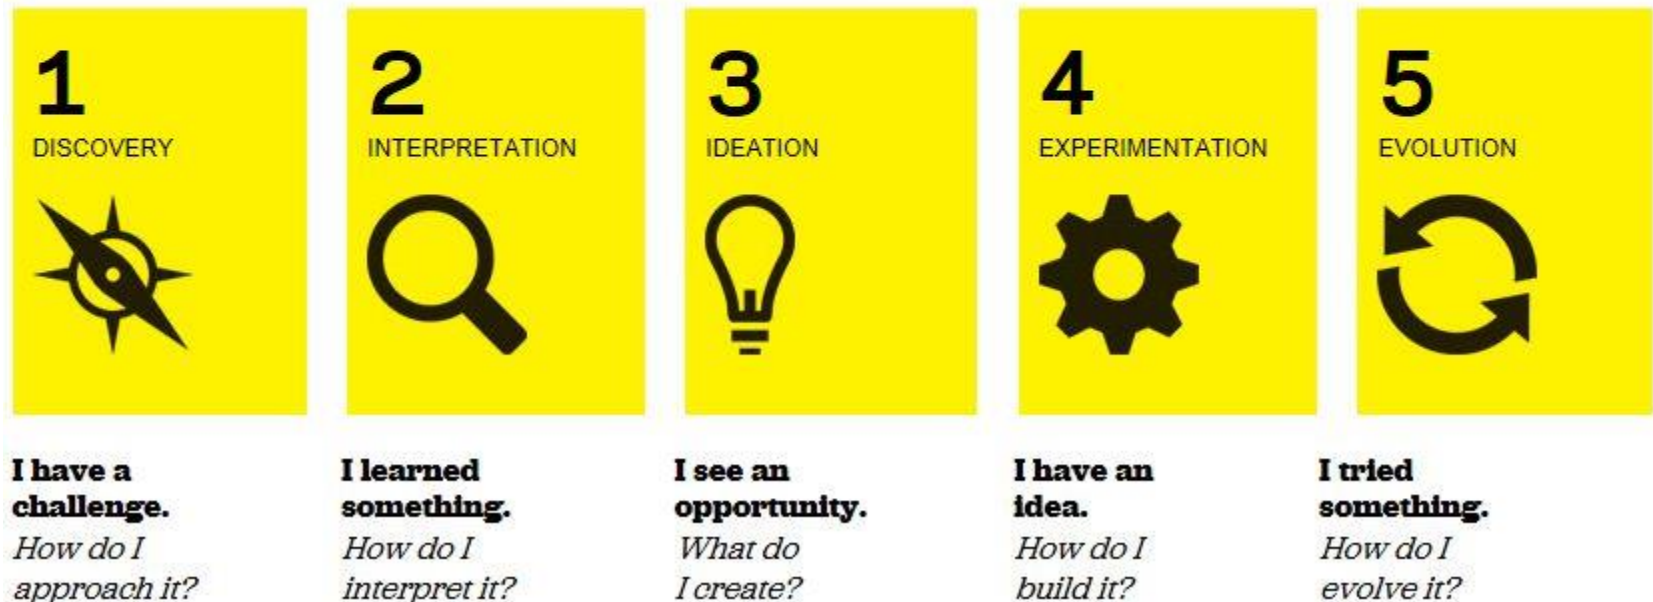 1
DISCOVERY
I have a
challenge.
How do I
approach it?
2
INTERPRETATION
I learned
something.
How do I
interpret it?
3
IDEATION
I see an
opportunity.
What do
I create?
4
EXPERIMENTATION
I have an
idea.
How do I
build it?
5
EVOLUTION
I tried
something.
How do I
evolve it?